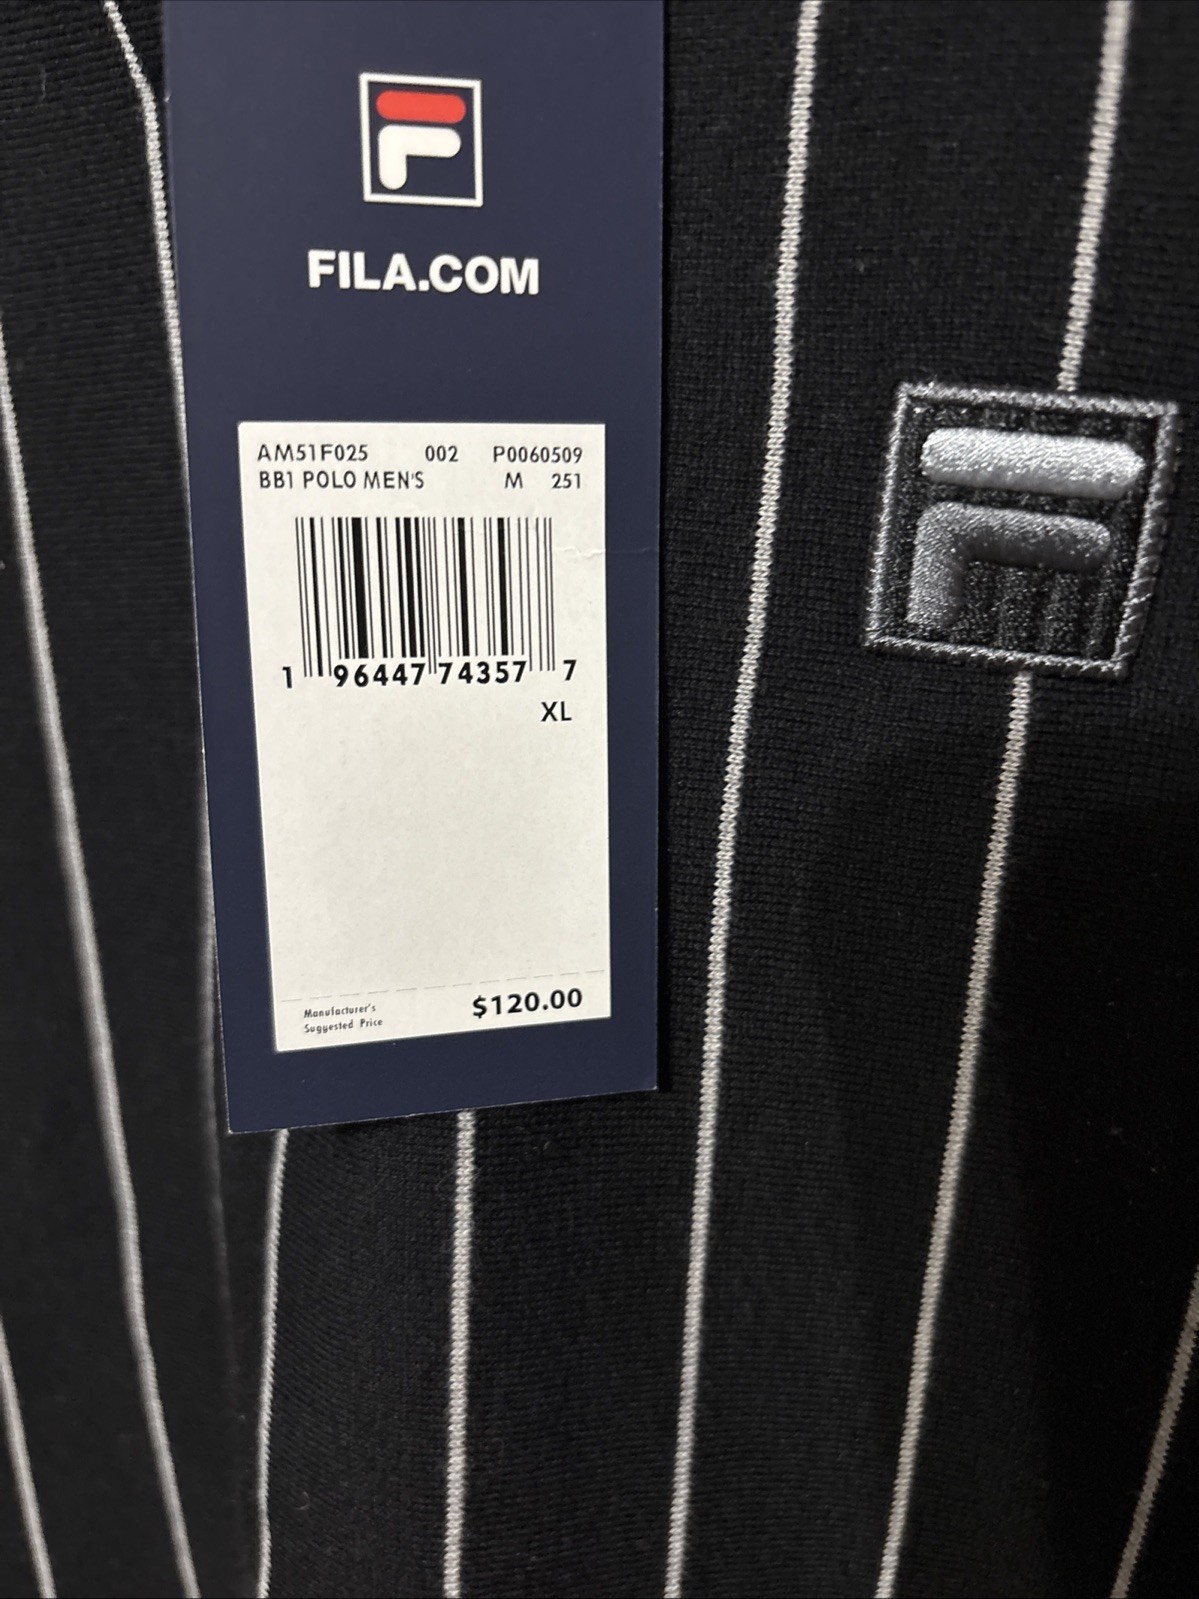 FILA.COM
AM51F025 002 P0060509
BB1 POLO MEN'S M 251
1 96447 74357 7
XL
Manufacturer's
Suggested Price
$120.00